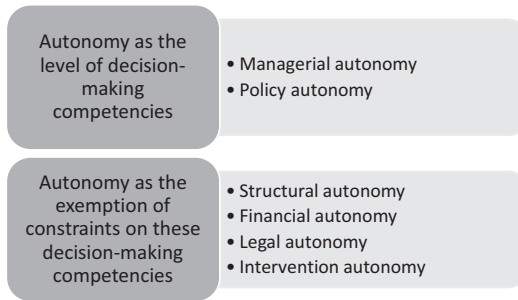 Autonomy as the
level of decision-
making
competencies
• Managerial autonomy
• Policy autonomy
Autonomy as the
exemption of
constraints on these
decision-making
competencies
• Structural autonomy
• Financial autonomy
• Legal autonomy
• Intervention autonomy